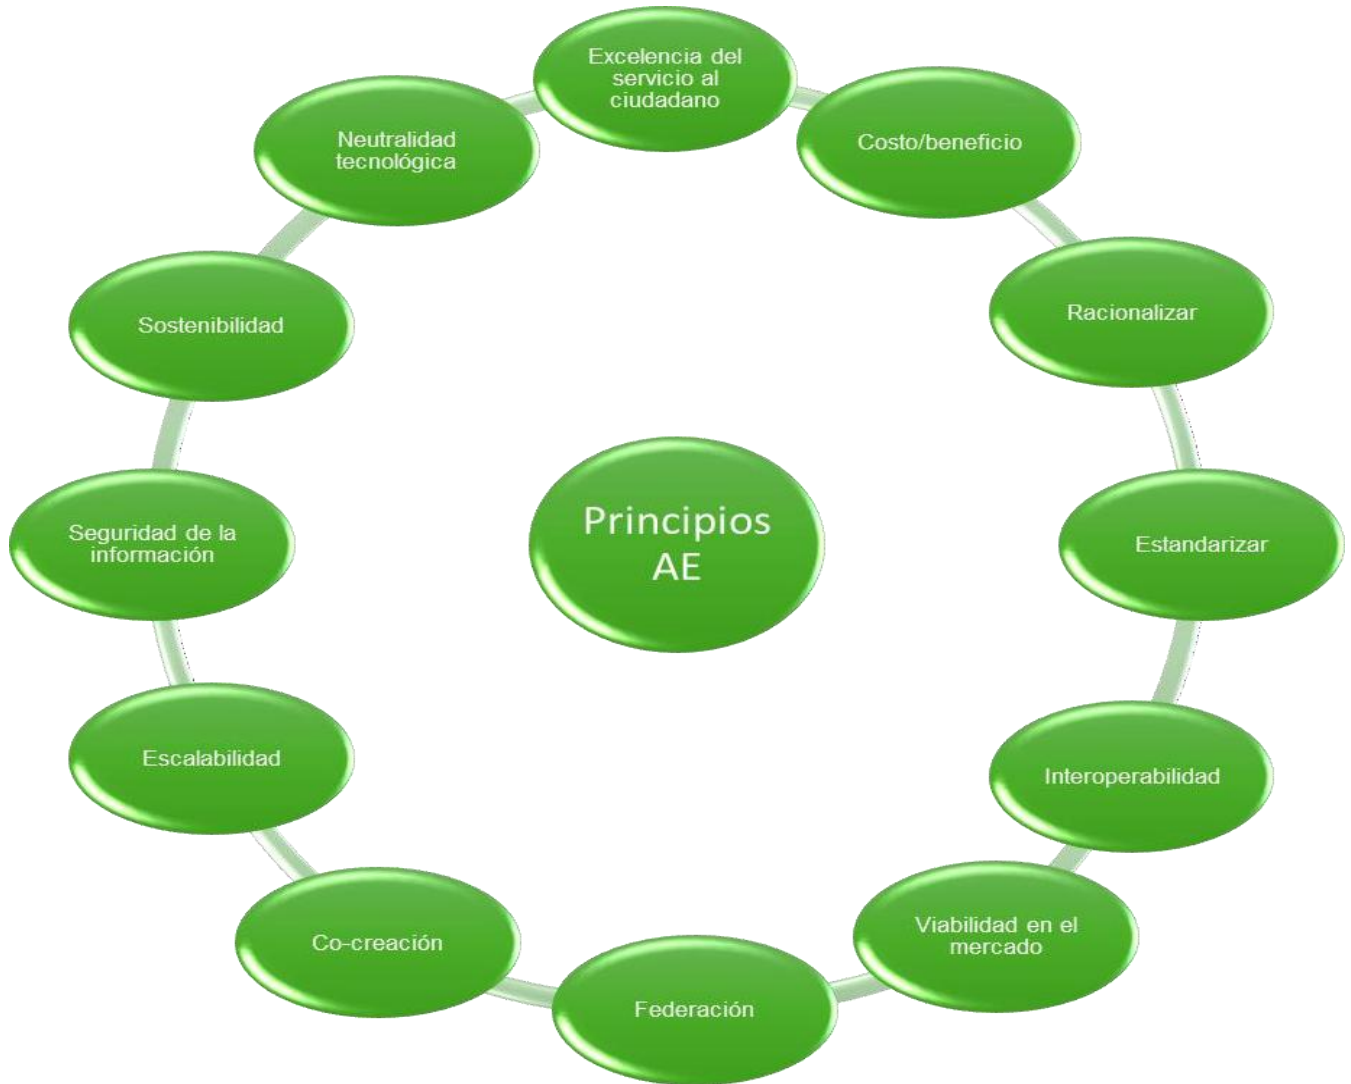 Excelencia del
servicio al
ciudadano
Costo/beneficio
Racionalizar
Estandarizar
Interoperabilidad
Viabilidad en el
mercado
Federación
Co-creación
Escalabilidad
Seguridad de la
información
Sostenibilidad
Neutralidad
tecnológica
Principios
AE